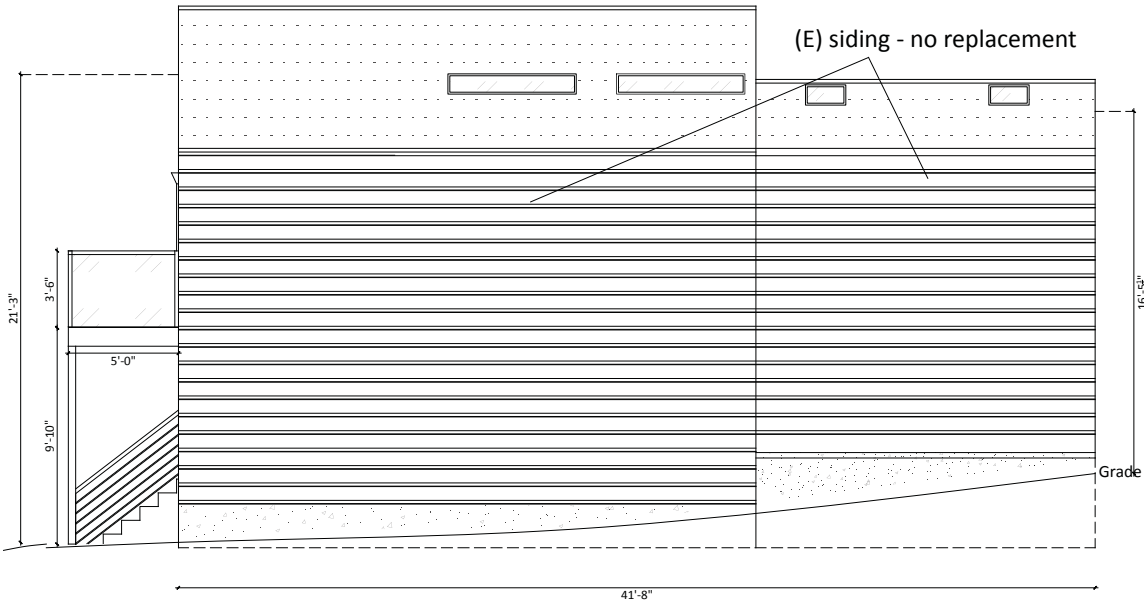 (E) siding - no replacement
21'-3"
3'-6"
5'-0"
9'-10"
Grade
41'-8"